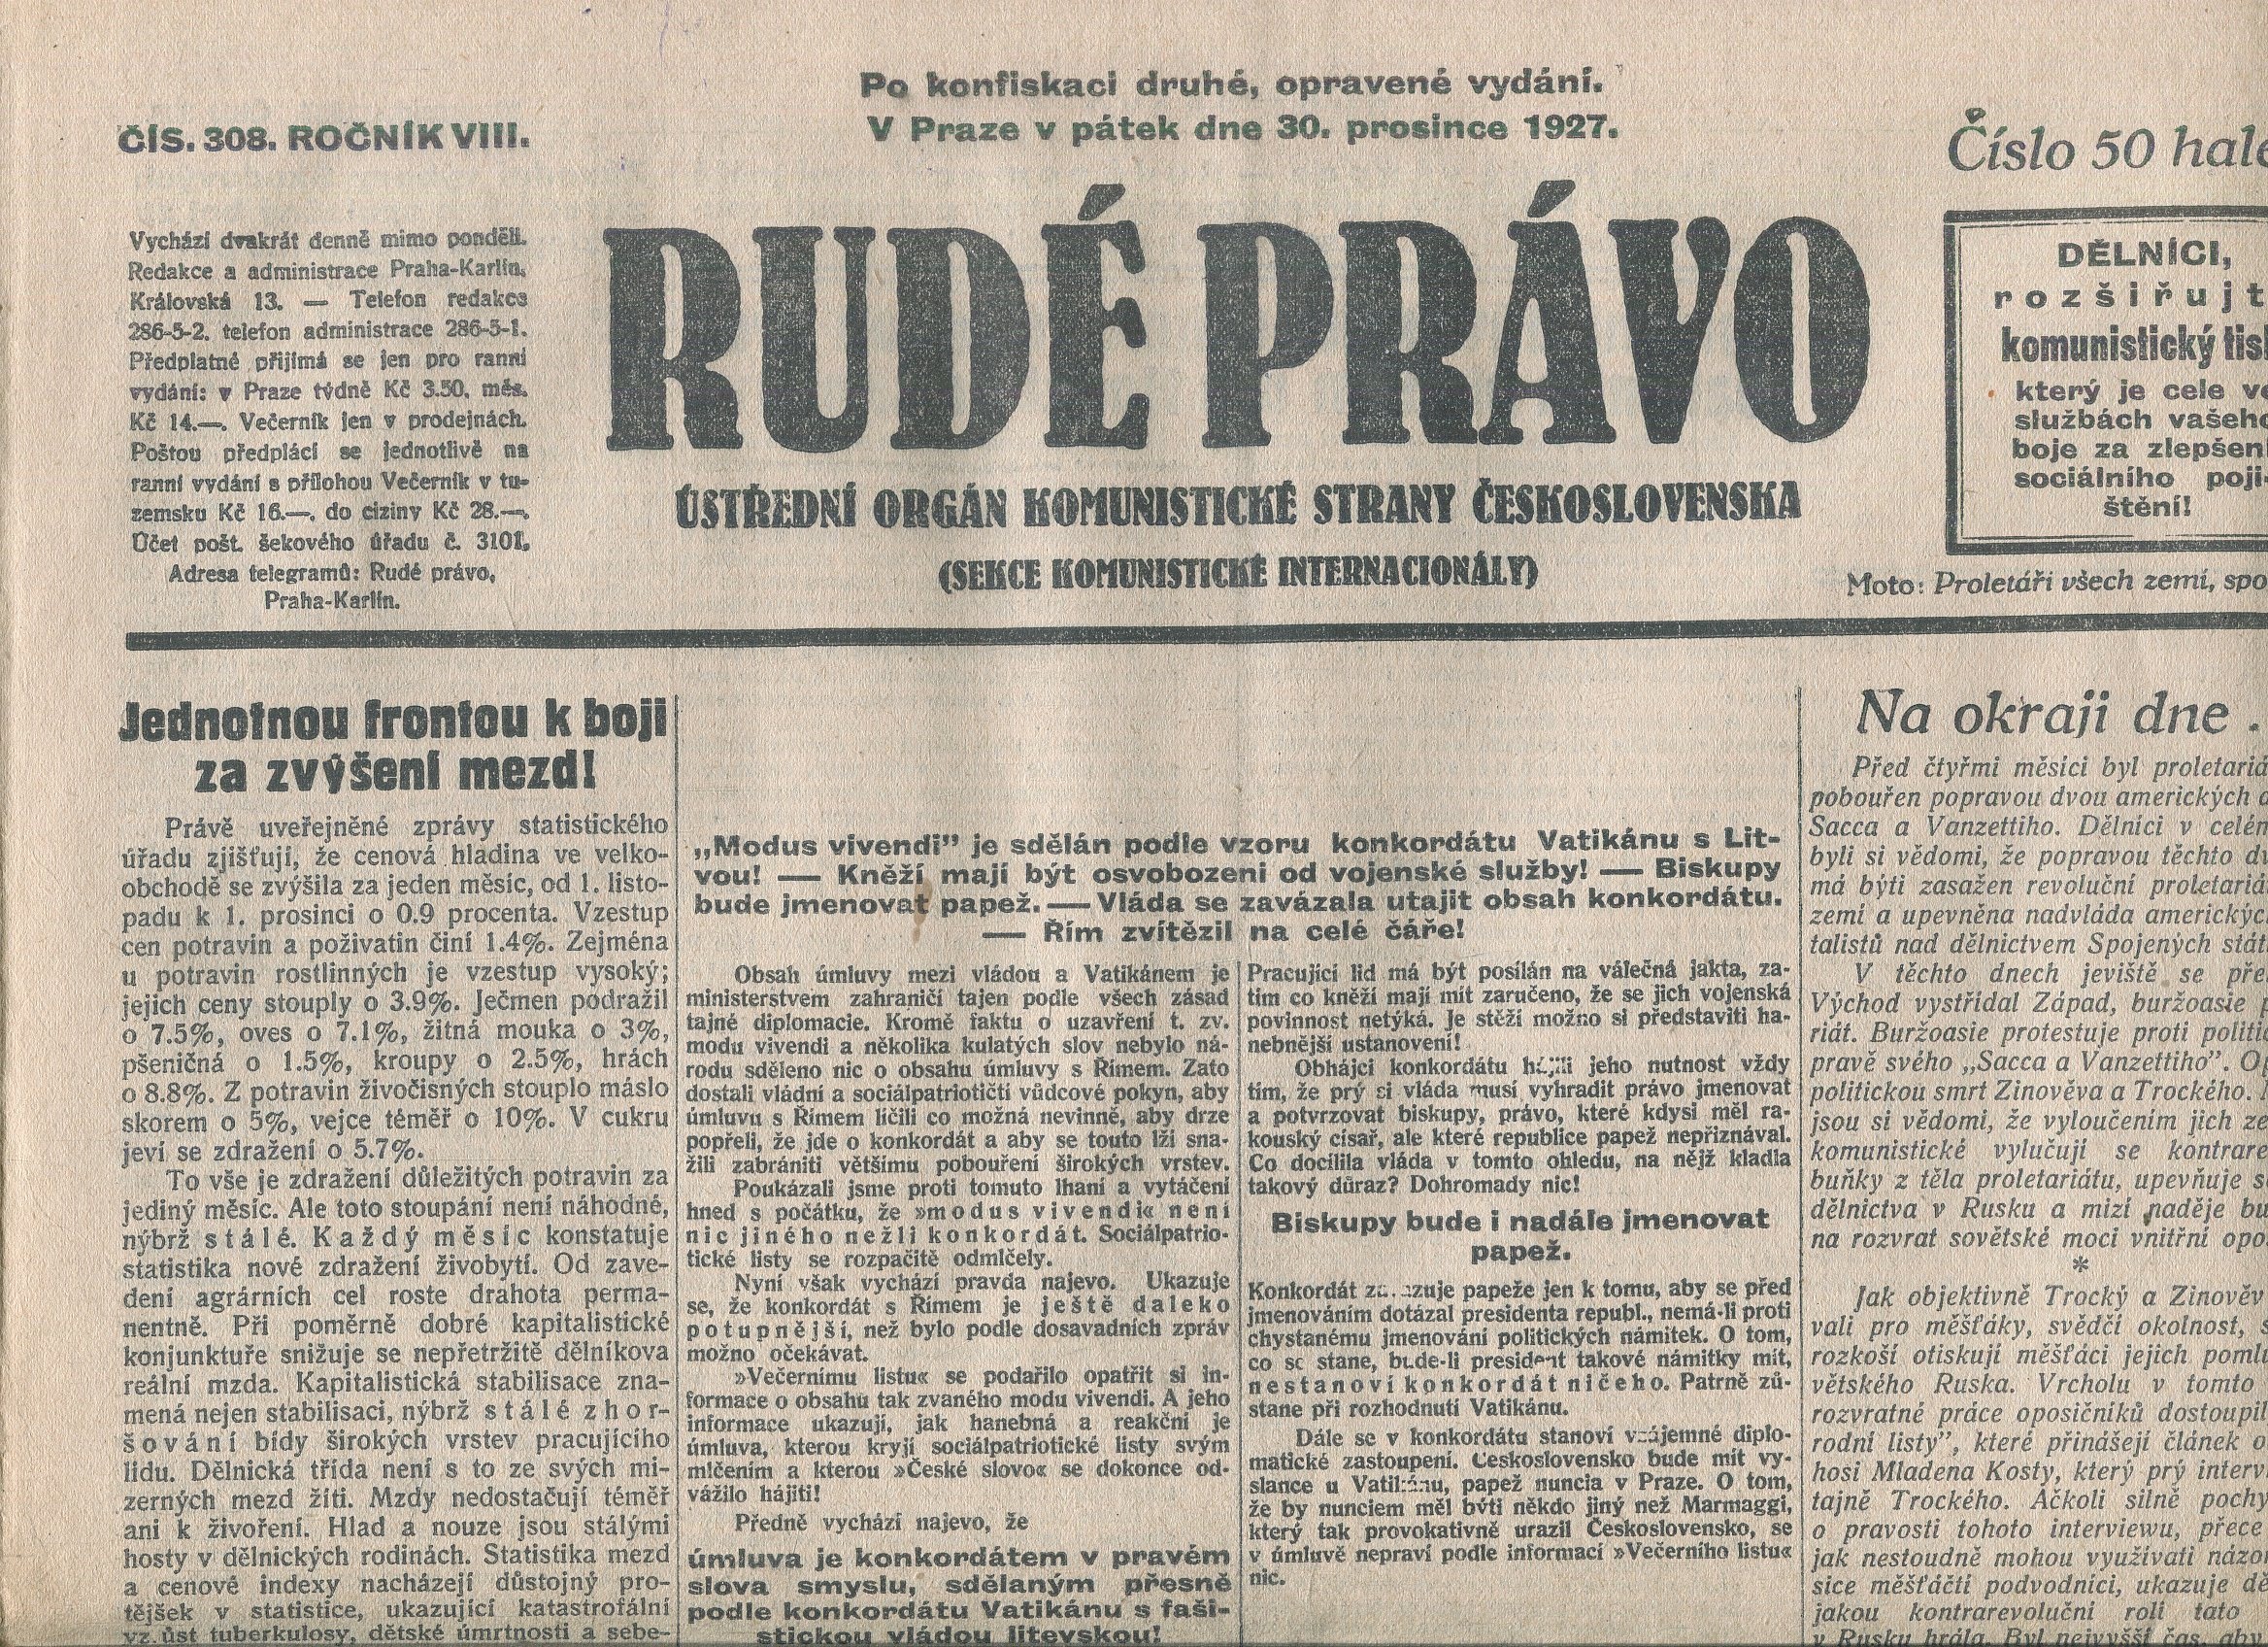 Po konfiskaci druhé, opravené vydání.
V Praze v pátek dne 30. prosince 1927.
ČÍS. 308. ROČNÍK VIII.
Číslo 50 hale
Vychází dvakrát denně mimo pondělí.
Redakce a administrace Praha-Karlín,
Královská 13. — Telefon redakce
286-5-2. telefon administrace 286-5-1.
Předplatné přijímá se jen pro ranní
vydání: v Praze týdně Kč 3.50, měs.
Kč 14.—. Večerník jen v prodejnách.
Poštou předplácí se jednotlivě na
ranní vydání s přílohou Večerník v tu-
zemsku Kč 16.—, do ciziny Kč 28.—.
Účet pošt. šekového úřadu č. 3101.
Adresa telegramů: Rudé právo,
Praha-Karlín.
RUDÉ PRÁVO
ÚSTŘEDNÍ ORGÁN KOMUNISTICKÉ STRANY ČESKOSLOVENSKA
(SEKCE KOMUNISTICKÉ INTERNACIONÁLY)
DĚLNÍCI,
rozšiřujt
komunistický tis
který je cele v
službách vašeho
boje za zlepšen
sociálního poji-
štění!
Moto: Proletáři všech zemí, spo
Jednotnou frontou k boji
za zvýšení mezd!
Právě uveřejněné zprávy statistického
úřadu zjišťují, že cenová hladina ve velko-
obchodě se zvýšila za jeden měsíc, od 1. listo-
padu k 1. prosinci o 0.9 procenta. Vzestup
cen potravin a poživatin činí 1.4%. Zejména
u potravin rostlinných je vzestup vysoký;
jejich ceny stouply o 3.9%. Ječmen podražil
o 7.5%, oves o 7.1%, žitná mouka o 3%,
pšeničná o 1.5%, kroupy o 2.5%, hrách
o 8.8%. Z potravin živočisných stouplo máslo
skorem o 5%, vejce téměř o 10%. V cukru
jeví se zdražení o 5.7%.
To vše je zdražení důležitých potravin za
jediný měsíc. Ale toto stoupání není náhodné,
nýbrž stálé. Každý měsíc konstatuje
statistika nové zdražení živobytí. Od zave-
dení agrárních cel roste drahota perma-
nentně. Při poměrně dobré kapitalistické
konjunktuře snižuje se nepřetržitě dělníkova
reální mzda. Kapitalistická stabilisace zna-
mená nejen stabilisaci, nýbrž stálé zhor-
šování bídy širokých vrstev pracujícího
lidu. Dělnická třída není s to ze svých mi-
zerných mezd žíti. Mzdy nedostačují téměř
ani k živoření. Hlad a nouze jsou stálými
hosty v dělnických rodinách. Statistika mezd
a cenové indexy nacházejí důstojný pro-
tějšek v statistice, ukazující katastrofální
vzrůst tuberkulosy, dětské úmrtnosti a sebe-
„Modus vivendi" je sdělán podle vzoru konkordátu Vatikánu s Lit-
vou! — Kněží mají být osvobozeni od vojenské služby! — Biskupy
bude jmenovat papež. — Vláda se zavázala utajit obsah konkordátu.
— Řím zvítězil na celé čáře!
Obsah úmluvy mezi vládou a Vatikánem je
ministerstvem zahraničí tajen podle všech zásad
tajné diplomacie. Kromě faktu o uzavření t. zv.
modu vivendi a několika kulatých slov nebylo ná-
rodu sděleno nic o obsahu úmluvy s Římem. Zato
dostali vládní a sociálpatriotičtí vůdcové pokyn, aby
úmluvu s Římem líčili co možná nevinně, aby drze
popřeli, že jde o konkordát a aby se touto lží sna-
žili zabrániti většímu pobouření širokých vrstev.
Poukázali jsme proti tomuto lhaní a vytáčení
hned s počátku, že »modus vivendi« není
nic jiného nežli konkordát. Sociálpatrio-
tické listy se rozpačitě odmlčely.
Nyní však vychází pravda najevo. Ukazuje
se, že konkordát s Římem je ještě daleko
potupnější, než bylo podle dosavadních zpráv
možno očekávat.
»Večernímu listu« se podařilo opatřit si in-
formace o obsahu tak zvaného modu vivendi. A jeho
informace ukazují, jak hanebná a reakční je
úmluva, kterou kryjí sociálpatriotické listy svým
mlčením a kterou »České slovo« se dokonce od-
vážilo hájiti!
Předně vychází najevo, že
úmluva je konkordátem v pravém
slova smyslu, sdělaným přesně
podle konkordátu Vatikánu s faši-
stickou vládou litevskou!
Pracující lid má být posílán na válečná jakta, za-
tím co kněží mají mít zaručeno, že se jich vojenská
povinnost netýká. Je stěží možno si představiti ha-
nebnější ustanovení!
Obhájci konkordátu hájili jeho nutnost vždy
tím, že prý si vláda musí vyhradit právo jmenovat
a potvrzovat biskupy, právo, které kdysi měl ra-
kouský císař, ale které republice papež nepřiznával.
Co docílila vláda v tomto ohledu, na nějž kladla
takový důraz? Dohromady nic!
Biskupy bude i nadále jmenovat
papež.
Konkordát zavazuje papeže jen k tomu, aby se před
jmenováním dotázal presidenta republ., nemá-li proti
chystanému jmenování politických námitek. O tom,
co se stane, bude-li president takové námitky mít,
nestanoví konkordát ničeho. Patrně zů-
stane při rozhodnutí Vatikánu.
Dále se v konkordátu stanoví vzájemné diplo-
matické zastoupení. Československo bude mít vy-
slance u Vatikánu, papež nuncia v Praze. O tom,
že by nunciem měl býti někdo jiný než Marmaggi,
který tak provokativně urazil Československo, se
v úmluvě nepraví podle informací »Večerního listu«
nic.
Na okraji dne .
Před čtyřmi měsíci byl proletariá
pobouřen popravou dvou amerických d
Sacca a Vanzettiho. Dělníci v celém
byli si vědomi, že popravou těchto dv
má býti zasažen revoluční proletariá
zemí a upevněna nadvláda amerických
talistů nad dělnictvem Spojených stát
V těchto dnech jeviště se pře
Východ vystřídal Západ, buržoasie p
riát. Buržoasie protestuje proti politic
pravě svého „Sacca a Vanzettiho". Op
politickou smrt Zinověva a Trockého.
jsou si vědomi, že vyloučením jich ze
komunistické vylučují se kontrare
buňky z těla proletariátu, upevňuje s
dělnictva v Rusku a mizí naděje bu
na rozvrat sovětské moci vnitřní opo
*
Jak objektivně Trocký a Zinověv
vali pro měšťáky, svědčí okolnost, ž
rozkoší otiskují měšťáci jejich poml
větského Ruska. Vrcholu v tomto
rozvratné práce oposičníků dostoupil
rodní listy", které přinášejí článek o
hosi Mladena Kosty, který prý interv
tajně Trockého. Ačkoli silně pochy
o pravosti tohoto interviewu, přece
jak nestoudně mohou využívati názo
sice měšťáčtí podvodníci, ukazuje dě
jakou kontrarevoluční roli tato
v Rusku hrála. Byl nejvyšší čas, aby